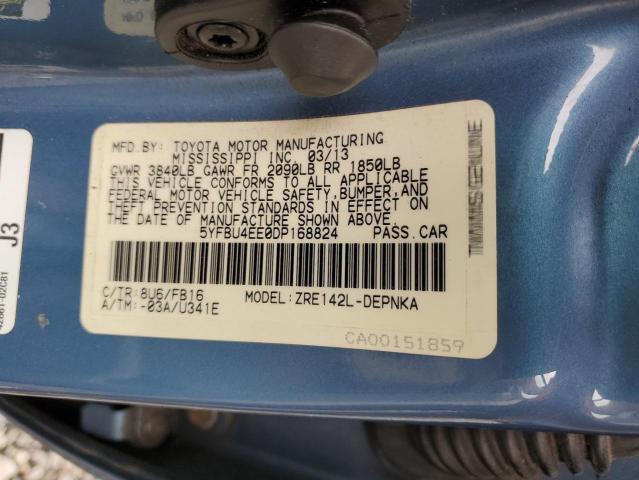 MFD.BY: TOYOTA MOTOR MANUFACTURING
MISSISSIPPI INC. 03/13
GVWR 3840LB GAWR FR 2090LB RR 1850LB
THIS VEHICLE CONFORMS TO ALL APPLICABLE
FEDERAL MOTOR VEHICLE SAFETY,BUMPER,AND
THEFT PREVENTION STANDARDS IN EFFECT ON
THE DATE OF MANUFACTURE SHOWN ABOVE.
5YFBU4EE0DP168824 PASS.CAR
C/TR:8U6/FB16 MODEL:ZRE142L-DEPNKA
A/TM:-03A/U341E
CA00151859
J3
42661-02C81